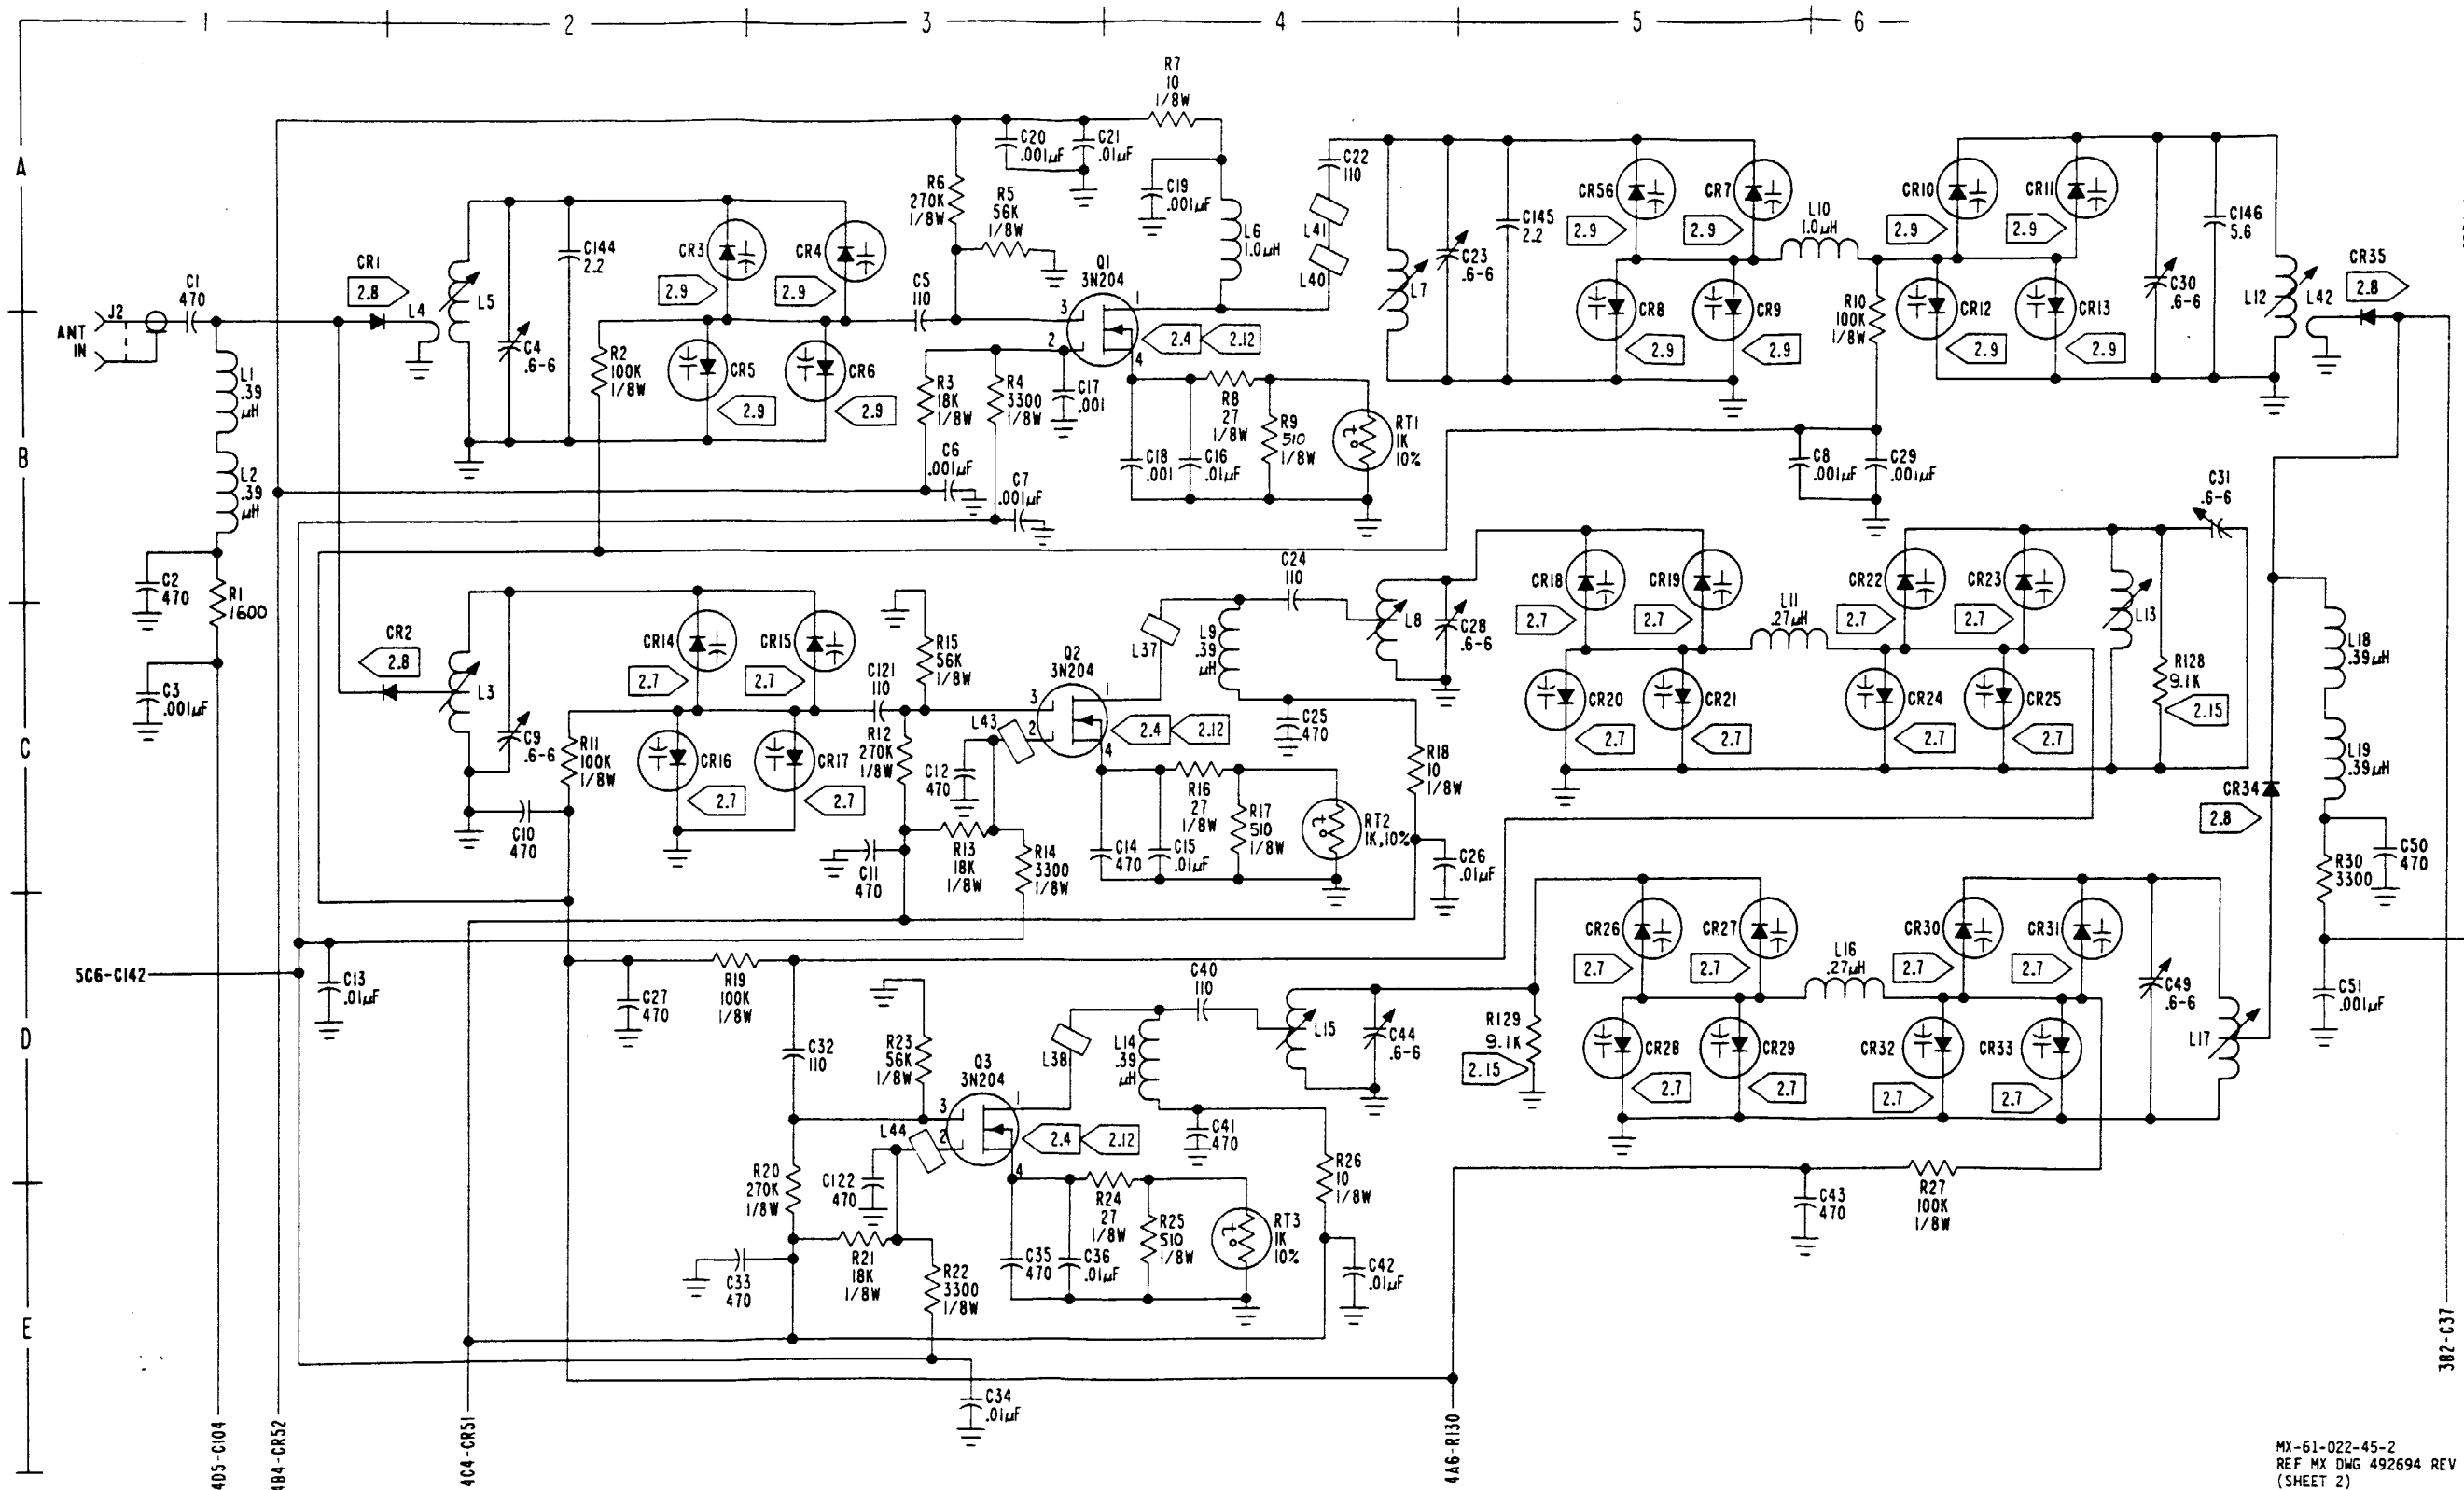 1 2 3 4 5 6
A
B
C
D
E
R7
10
1/8W
C20
.001µF
C21
.01µF
R6
270K
1/8W
R5
56K
1/8W
C19
.001µF
L6
1.0µH
C22
110
L41
L40
L7
C23
.6-6
C145
2.2
CR56
2.9
CR7
2.9
CR8
2.9
CR9
2.9
L10
1.0µH
CR10
2.9
CR11
2.9
CR12
2.9
CR13
2.9
R10
100K
1/8W
C30
.6-6
C146
5.6
L12
L42
CR35
2.8
ANT
IN
J2
C1
470
CR1
2.8
L4
L5
C4
.6-6
C144
2.2
CR3
2.9
CR4
2.9
CR5
2.9
CR6
2.9
R2
100K
1/8W
C5
110
Q1
3N204
3
2
1
4
2.4
2.12
L1
.39
µH
L2
.39
µH
R3
18K
1/8W
R4
3300
1/8W
C17
.001
C6
.001µF
C7
.001µF
C18
.001
C16
.01µF
R8
27
1/8W
R9
510
1/8W
RT1
1K
10%
t°
C8
.001µF
C29
.001µF
C31
.6-6
C2
470
R1
1600
C3
.001µF
CR2
2.8
L3
C9
.6-6
C10
470
R11
100K
1/8W
CR14
2.7
CR15
2.7
CR16
2.7
CR17
2.7
C121
110
R15
56K
1/8W
R12
270K
1/8W
L43
C12
470
Q2
3N204
3
2
1
4
2.4
2.12
L37
L9
.39
µH
C24
110
L8
C28
.6-6
C25
470
R18
10
1/8W
C11
470
R13
18K
1/8W
R14
3300
1/8W
C14
470
C15
.01µF
R16
27
1/8W
R17
510
1/8W
RT2
1K,10%
t°
C26
.01µF
CR18
2.7
CR19
2.7
CR20
2.7
CR21
2.7
L11
.27µH
CR22
2.7
CR23
2.7
CR24
2.7
CR25
2.7
L13
R128
9.1K
2.15
L18
.39µH
L19
.39µH
CR34
2.8
R30
3300
C50
470
C51
.001µF
5C6-C142
C13
.01µF
C27
470
R19
100K
1/8W
C32
110
R23
56K
1/8W
Q3
3N204
3
2
1
4
2.4
2.12
L44
L38
L14
.39
µH
C40
110
L15
C44
.6-6
C41
470
R129
9.1K
2.15
CR26
2.7
CR27
2.7
CR28
2.7
CR29
2.7
L16
.27µH
CR30
2.7
CR31
2.7
CR32
2.7
CR33
2.7
C49
.6-6
L17
R20
270K
1/8W
C122
470
R21
18K
1/8W
R22
3300
1/8W
C33
470
C35
470
C36
.01µF
R24
27
1/8W
R25
510
1/8W
RT3
1K
10%
t°
R26
10
1/8W
C42
.01µF
C43
470
R27
100K
1/8W
C34
.01µF
4D5-C104
4B4-CR52
4C4-CR51
4A6-R130
3B2-C37
MX-61-022-45-2
REF MX DWG 492694 REV
(SHEET 2)